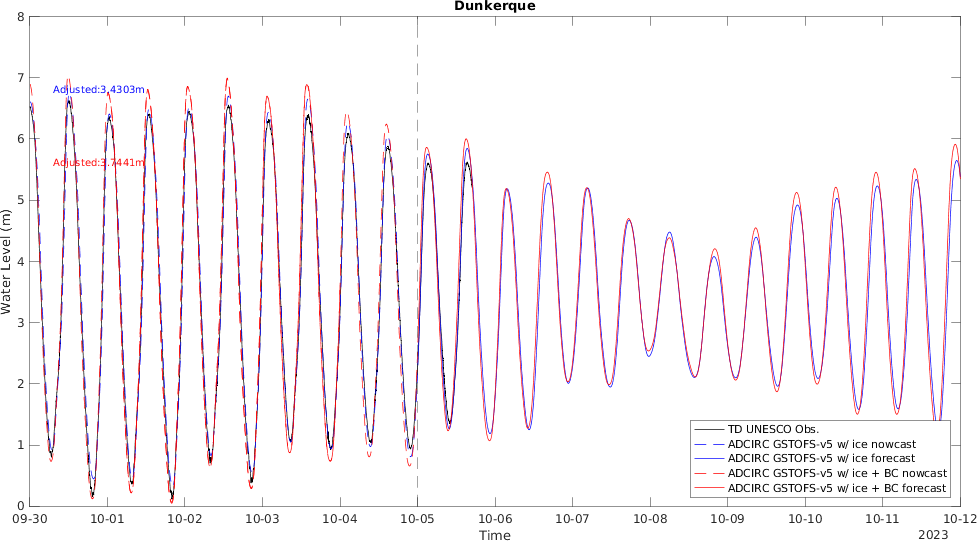 Dunkerque
8
7
6
5
4
3
2
1
0
Water Level (m)
Adjusted:3.4303m
Adjusted:3.7441m
TD UNESCO Obs.
ADCIRC GSTOFS-v5 w/ ice nowcast
ADCIRC GSTOFS-v5 w/ ice forecast
ADCIRC GSTOFS-v5 w/ ice + BC nowcast
ADCIRC GSTOFS-v5 w/ ice + BC forecast
09-30 10-01 10-02 10-03 10-04 10-05 10-06 10-07 10-08 10-09 10-10 10-11 10-12
Time
2023